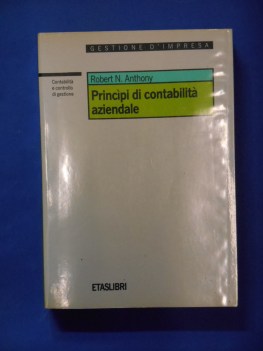 GESTIONE D'IMPRESA
Contabilità
e controllo
di gestione
Robert N. Anthony
Principi di contabilità
aziendale
ETASLIBRI